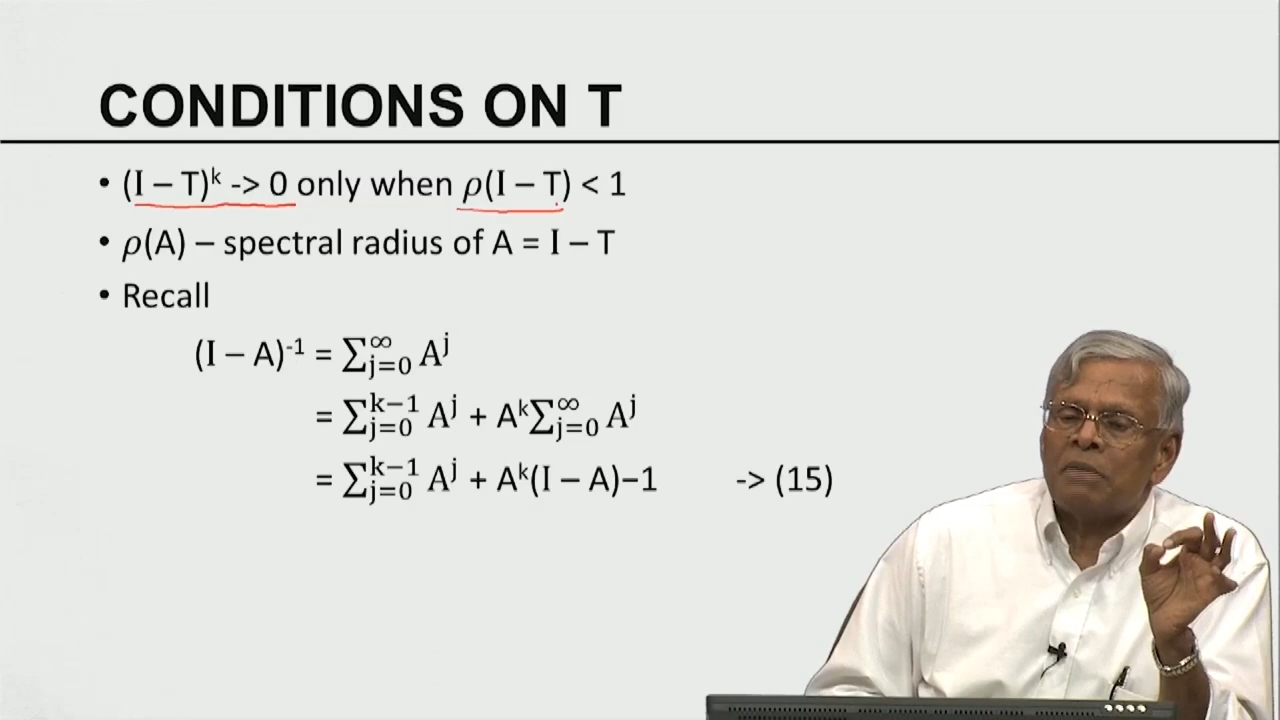 CONDITIONS ON T
• (I – T)ᵏ -> 0 only when ρ(I – T) < 1
• ρ(A) – spectral radius of A = I – T
• Recall
(I – A)⁻¹ = ∑_{j=0}^{∞} Aʲ
= ∑_{j=0}^{k−1} Aʲ + Aᵏ∑_{j=0}^{∞} Aʲ
= ∑_{j=0}^{k−1} Aʲ + Aᵏ(I – A)−1 -> (15)